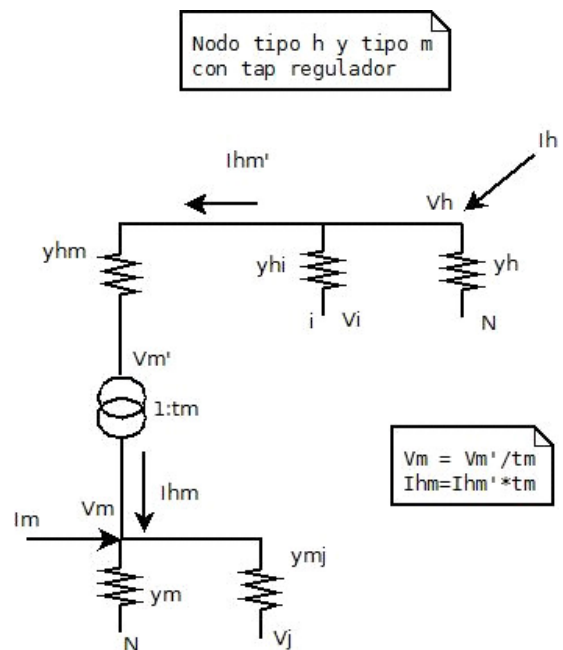 Nodo tipo h y tipo m
con tap regulador
Ihm'
Ih
Vh
yhm
yhi
yh
i
Vi
N
Vm'
1:tm
Vm = Vm'/tm
Ihm=Ihm'*tm
Ihm
Im
Vm
ymj
ym
N
Vj